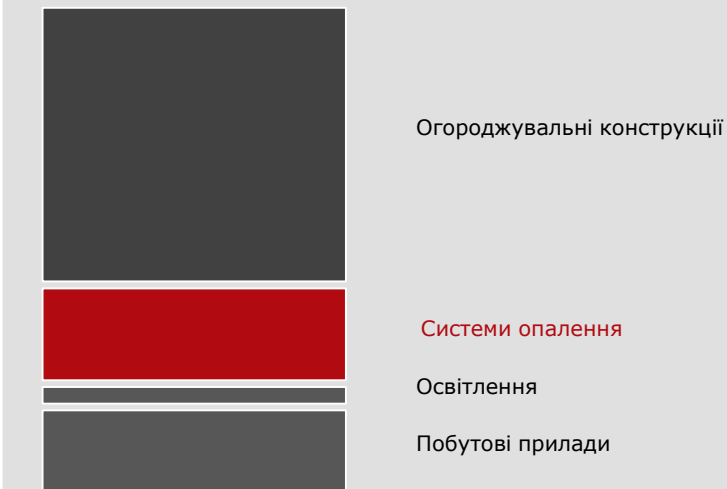 Огороджувальні конструкції
Системи опалення
Освітлення
Побутові прилади